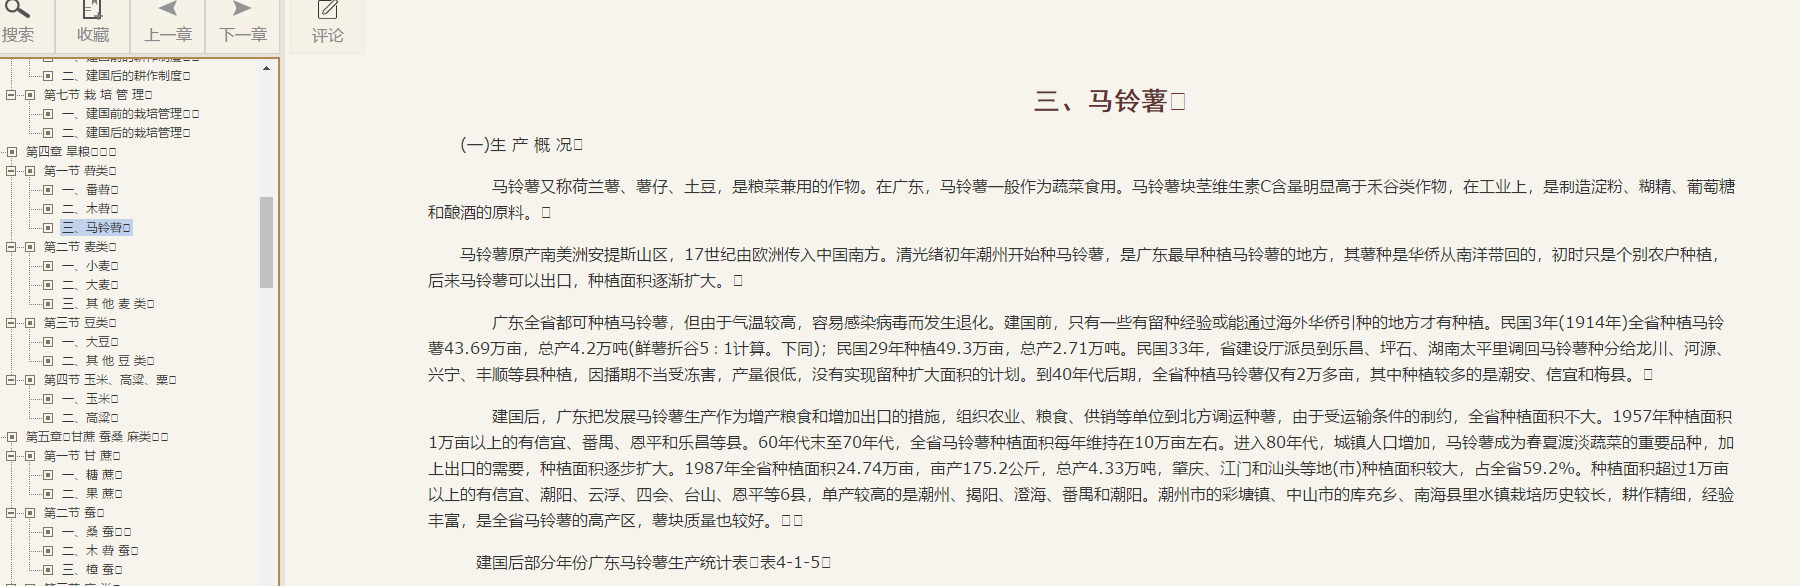 搜索
收藏
上一章
下一章
评论
一、建国前的耕作制度
二、建国后的耕作制度
第七节 栽 培 管 理
一、建国前的栽培管理
二、建国后的栽培管理
第四章 旱粮
第一节 薯类
一、番薯
二、木薯
三、马铃薯
第二节 麦类
一、小麦
二、大麦
三、其 他 麦 类
第三节 豆类
一、大豆
二、其 他 豆 类
第四节 玉米、高粱、粟
一、玉米
二、高粱
第五章 甘蔗 蚕桑 麻类
第一节 甘 蔗
一、糖 蔗
二、果 蔗
第二节 蚕
一、桑 蚕
二、木 薯 蚕
三、樟 蚕
三、马铃薯
(一)生 产 概 况
马铃薯又称荷兰薯、薯仔、土豆，是粮菜兼用的作物。在广东，马铃薯一般作为蔬菜食用。马铃薯块茎维生素C含量明显高于禾谷类作物，在工业上，是制造淀粉、糊精、葡萄糖
和酿酒的原料。
马铃薯原产南美洲安提斯山区，17世纪由欧洲传入中国南方。清光绪初年潮州开始种马铃薯，是广东最早种植马铃薯的地方，其薯种是华侨从南洋带回的，初时只是个别农户种植，
后来马铃薯可以出口，种植面积逐渐扩大。
广东全省都可种植马铃薯，但由于气温较高，容易感染病毒而发生退化。建国前，只有一些有留种经验或能通过海外华侨引种的地方才有种植。民国3年(1914年)全省种植马铃
薯43.69万亩，总产4.2万吨(鲜薯折谷5：1计算。下同)；民国29年种植49.3万亩，总产2.71万吨。民国33年，省建设厅派员到乐昌、坪石、湖南太平里调回马铃薯种分给龙川、河源、
兴宁、丰顺等县种植，因播期不当受冻害，产量很低，没有实现留种扩大面积的计划。到40年代后期，全省种植马铃薯仅有2万多亩，其中种植较多的是潮安、信宜和梅县。
建国后，广东把发展马铃薯生产作为增产粮食和增加出口的措施，组织农业、粮食、供销等单位到北方调运种薯，由于受运输条件的制约，全省种植面积不大。1957年种植面积
1万亩以上的有信宜、番禺、恩平和乐昌等县。60年代末至70年代，全省马铃薯种植面积每年维持在10万亩左右。进入80年代，城镇人口增加，马铃薯成为春夏渡淡蔬菜的重要品种，加
上出口的需要，种植面积逐步扩大。1987年全省种植面积24.74万亩，亩产175.2公斤，总产4.33万吨，肇庆、江门和汕头等地(市)种植面积较大，占全省59.2%。种植面积超过1万亩
以上的有信宜、潮阳、云浮、四会、台山、恩平等6县，单产较高的是潮州、揭阳、澄海、番禺和潮阳。潮州市的彩塘镇、中山市的库充乡、南海县里水镇栽培历史较长，耕作精细，经验
丰富，是全省马铃薯的高产区，薯块质量也较好。
建国后部分年份广东马铃薯生产统计表 表4-1-5